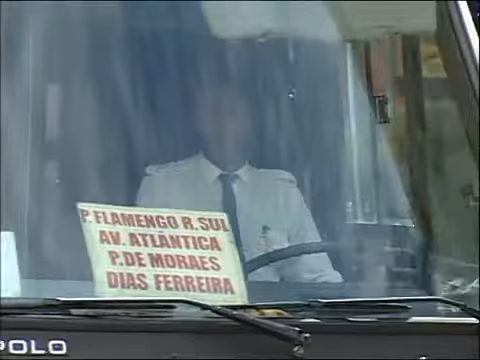 P. FLAMENGO R. SUL
AV. ATLANTICA
P. DE MORAES
DIAS FERREIRA
POLO